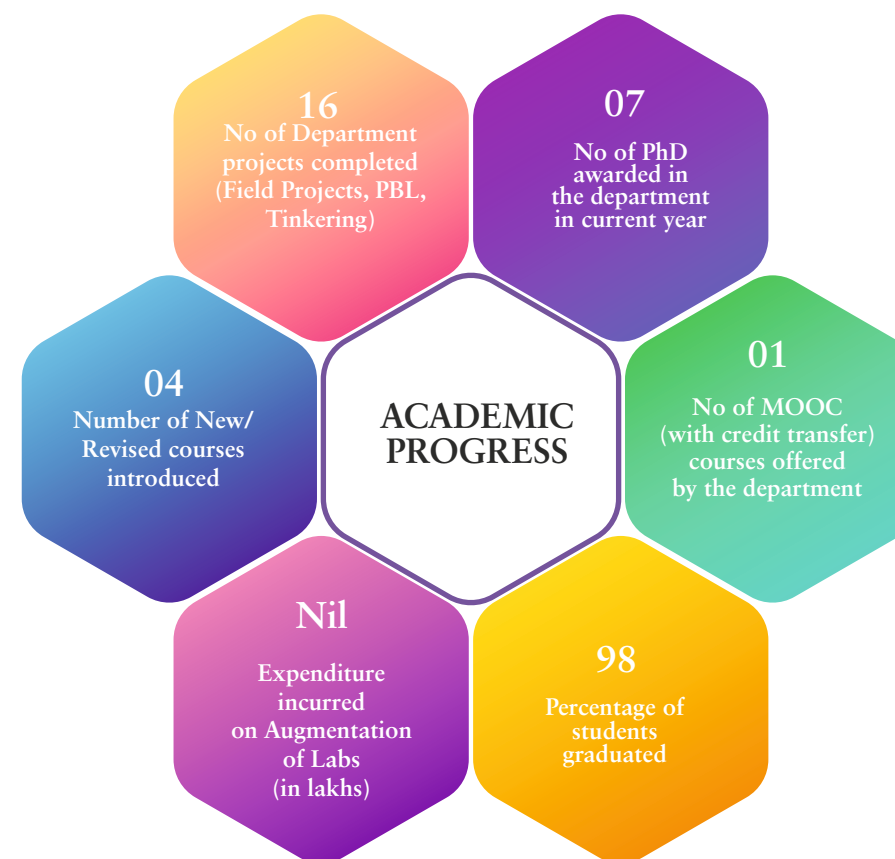 16
No of Department
projects completed
(Field Projects, PBL,
Tinkering)
07
No of PhD
awarded in
the department
in current year
04
Number of New/
Revised courses
introduced
ACADEMIC
PROGRESS
01
No of MOOC
(with credit transfer)
courses offered
by the department
Nil
Expenditure
incurred
on Augmentation
of Labs
(in lakhs)
98
Percentage of
students
graduated